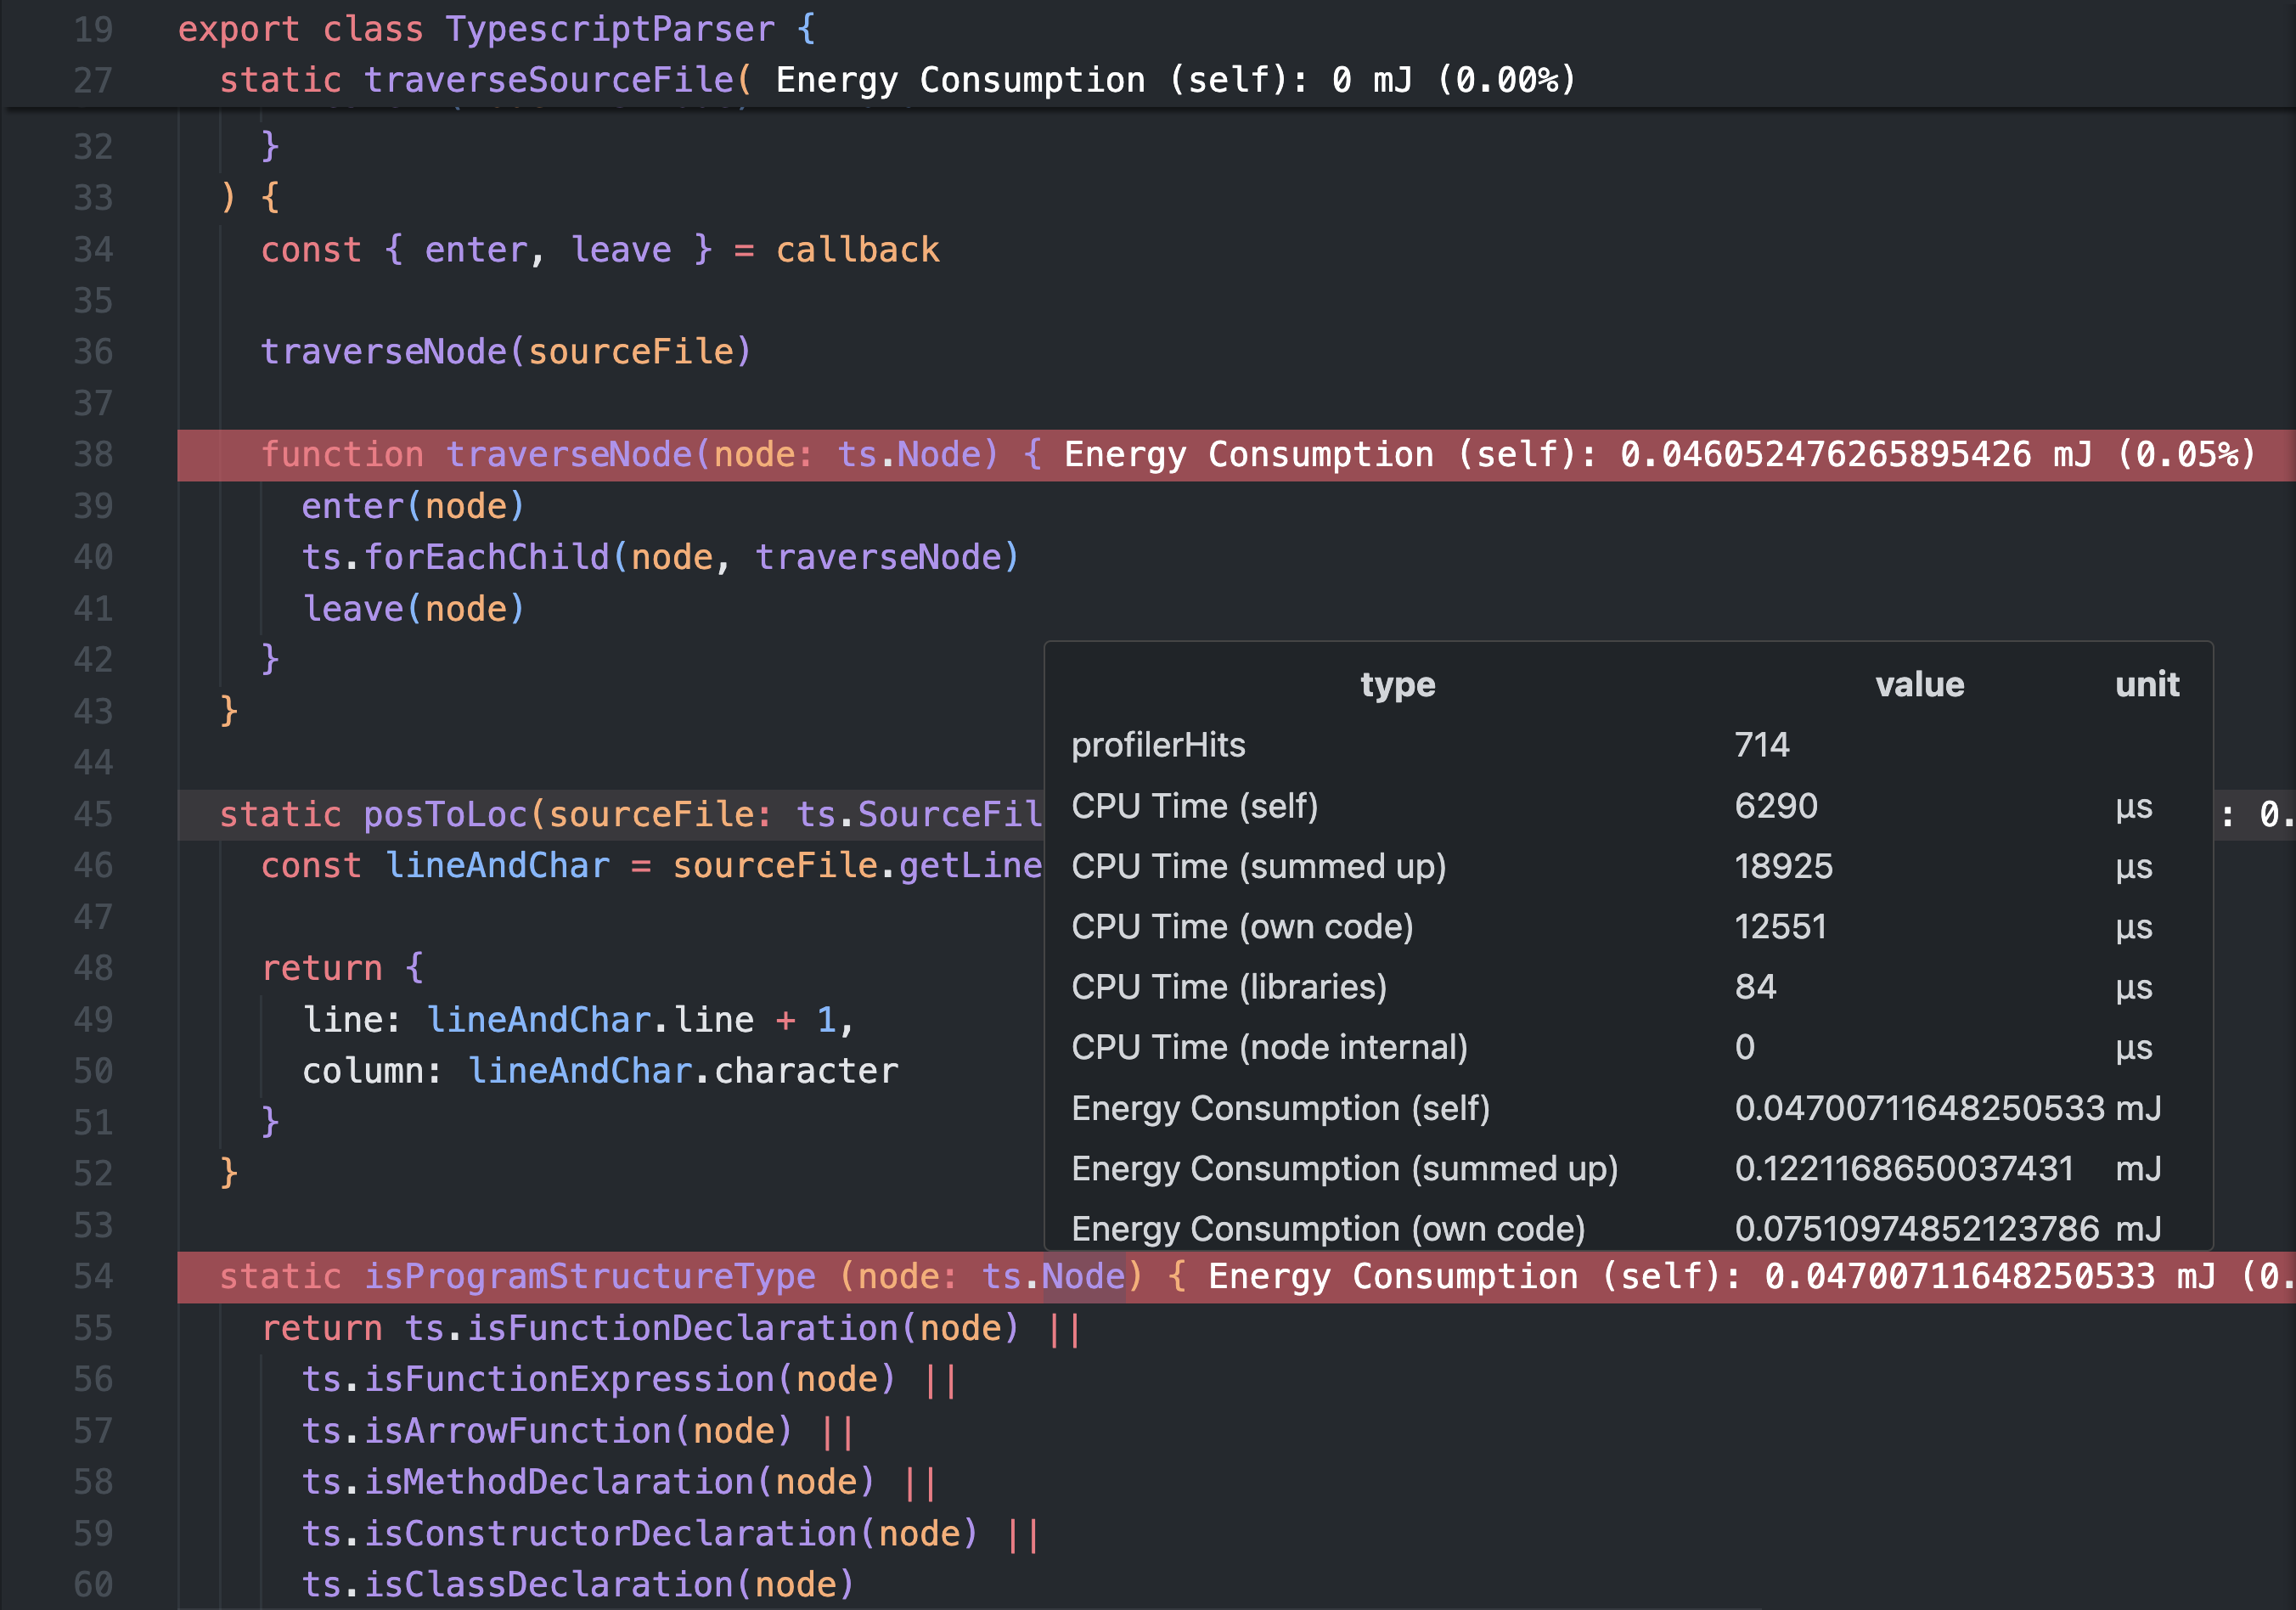 19 export class TypescriptParser {
27 static traverseSourceFile( Energy Consumption (self): 0 mJ (0.00%)
32 }
33 ) {
34 const { enter, leave } = callback
35
36 traverseNode(sourceFile)
37
38 function traverseNode(node: ts.Node) { Energy Consumption (self): 0.046052476265895426 mJ (0.05%)
39 enter(node)
40 ts.forEachChild(node, traverseNode)
41 leave(node)
42 }
43 }
44
45 static posToLoc(sourceFile: ts.SourceFil : 0.
46 const lineAndChar = sourceFile.getLine
47
48 return {
49 line: lineAndChar.line + 1,
50 column: lineAndChar.character
51 }
52 }
53
54 static isProgramStructureType (node: ts.Node) { Energy Consumption (self): 0.04700711648250533 mJ (0.
55 return ts.isFunctionDeclaration(node) ||
56 ts.isFunctionExpression(node) ||
57 ts.isArrowFunction(node) ||
58 ts.isMethodDeclaration(node) ||
59 ts.isConstructorDeclaration(node) ||
60 ts.isClassDeclaration(node)
type value unit
profilerHits 714
CPU Time (self) 6290 µs
CPU Time (summed up) 18925 µs
CPU Time (own code) 12551 µs
CPU Time (libraries) 84 µs
CPU Time (node internal) 0 µs
Energy Consumption (self) 0.04700711648250533 mJ
Energy Consumption (summed up) 0.1221168650037431 mJ
Energy Consumption (own code) 0.07510974852123786 mJ